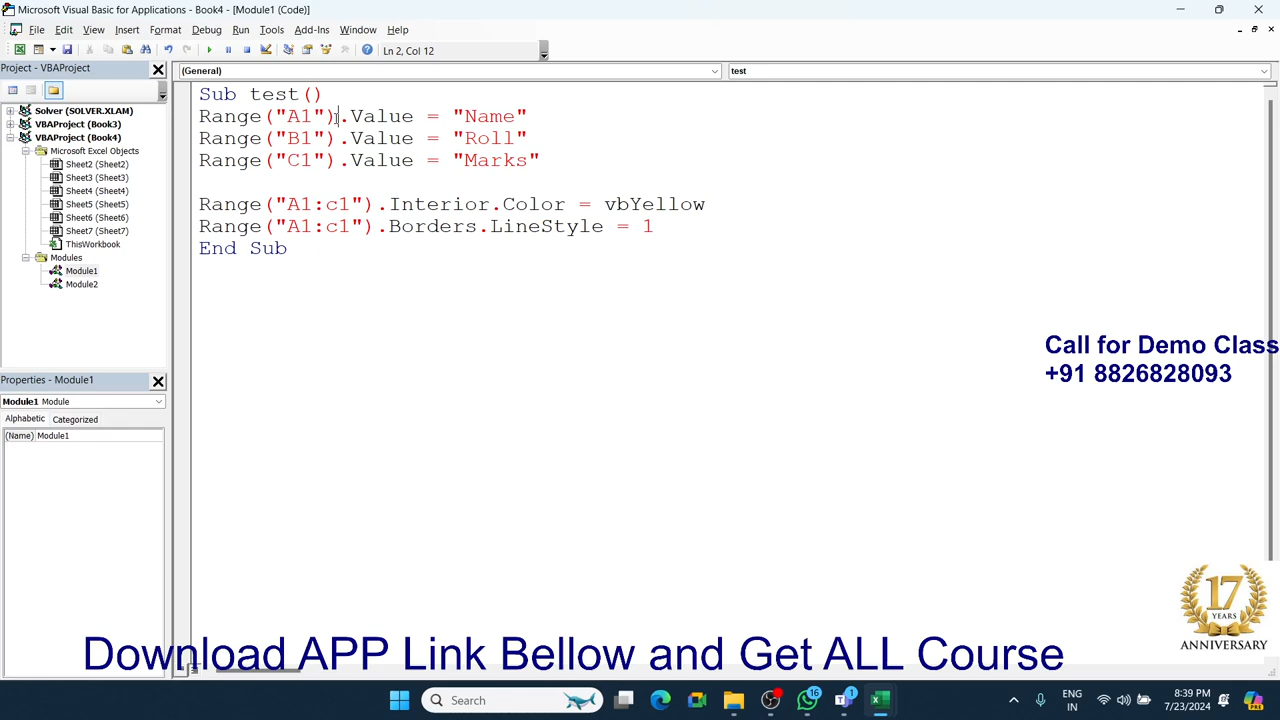 Microsoft Visual Basic for Applications - Book4 - [Module1 (Code)]
File Edit View Insert Format Debug Run Tools Add-Ins Window Help
Ln 2, Col 12
Project - VBAProject
(General)
test
Solver (SOLVER.XLAM)
VBAProject (Book3)
VBAProject (Book4)
Microsoft Excel Objects
Sheet2 (Sheet2)
Sheet3 (Sheet3)
Sheet4 (Sheet4)
Sheet5 (Sheet5)
Sheet6 (Sheet6)
Sheet7 (Sheet7)
ThisWorkbook
Modules
Module1
Module2
Sub test()
Range("A1").Value = "Name"
Range("B1").Value = "Roll"
Range("C1").Value = "Marks"
Range("A1:c1").Interior.Color = vbYellow
Range("A1:c1").Borders.LineStyle = 1
End Sub
Properties - Module1
Module1 Module
Alphabetic Categorized
(Name) Module1
Call for Demo Class
+91 8826828093
17
YEARS
ANNIVERSARY
Download APP Link Bellow and Get ALL Course
Search
16
1
ENG
IN
8:39 PM
7/23/2024